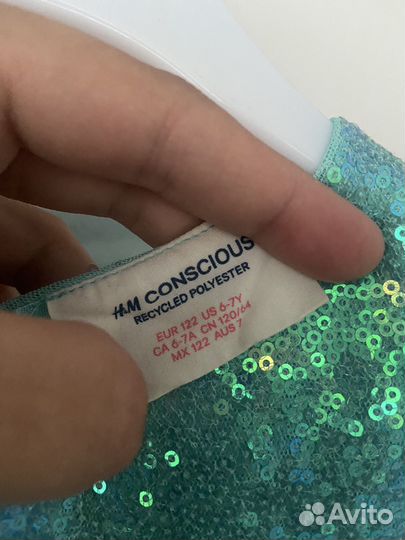 H&M CONSCIOUS
RECYCLED POLYESTER
EUR 122 US 6-7Y
CA 6-7A CN 120/64
MX 122 AUS 7
Avito